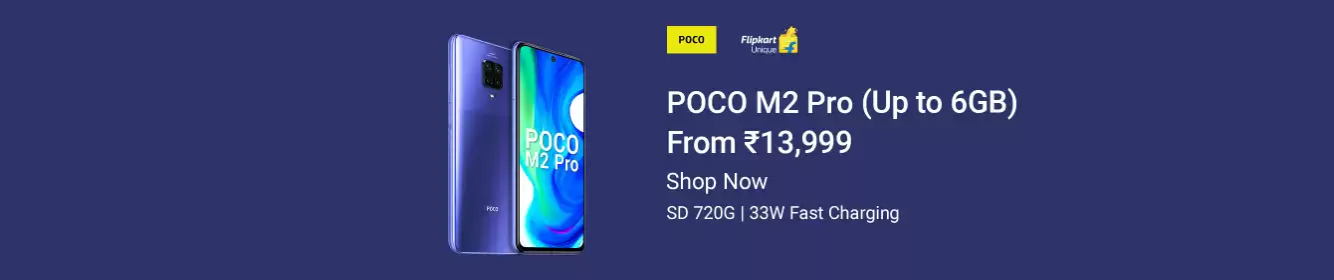 POCO
Flipkart
Unique
POCO M2 Pro (Up to 6GB)
From ₹13,999
Shop Now
SD 720G | 33W Fast Charging
POCO
M2 Pro
POCO